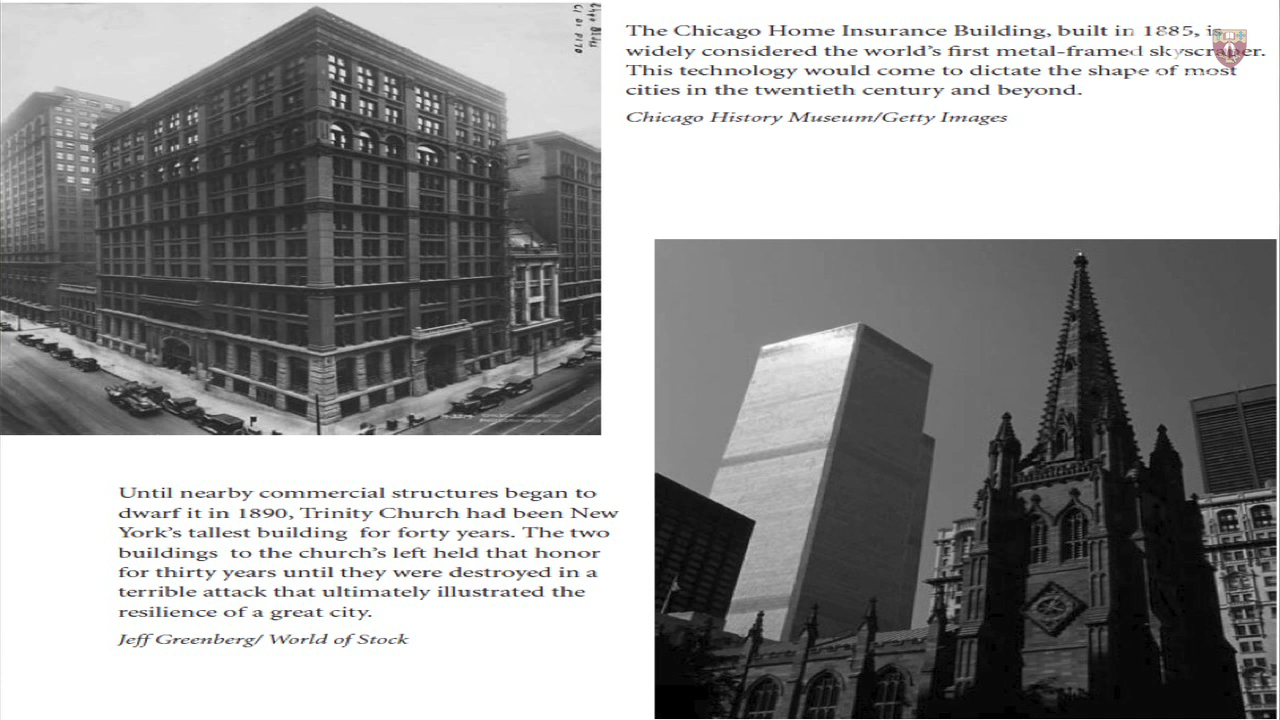 The Chicago Home Insurance Building, built in 1885, is
widely considered the world's first metal-framed skyscraper.
This technology would come to dictate the shape of most
cities in the twentieth century and beyond.
Chicago History Museum/Getty Images
Until nearby commercial structures began to
dwarf it in 1890, Trinity Church had been New
York's tallest building for forty years. The two
buildings to the church's left held that honor
for thirty years until they were destroyed in a
terrible attack that ultimately illustrated the
resilience of a great city.
Jeff Greenberg/ World of Stock